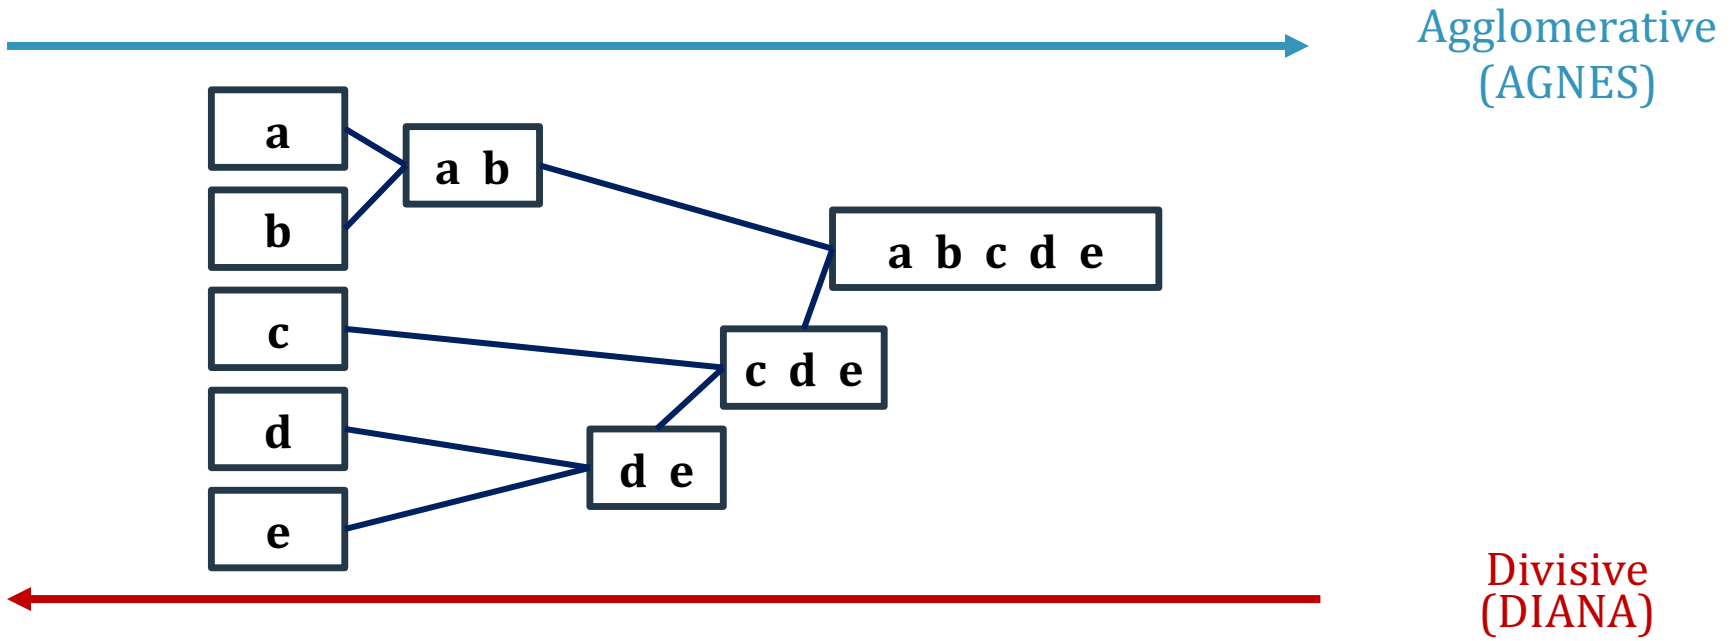 Agglomerative
(AGNES)
a
a b
b
a b c d e
c
c d e
d
d e
e
Divisive
(DIANA)